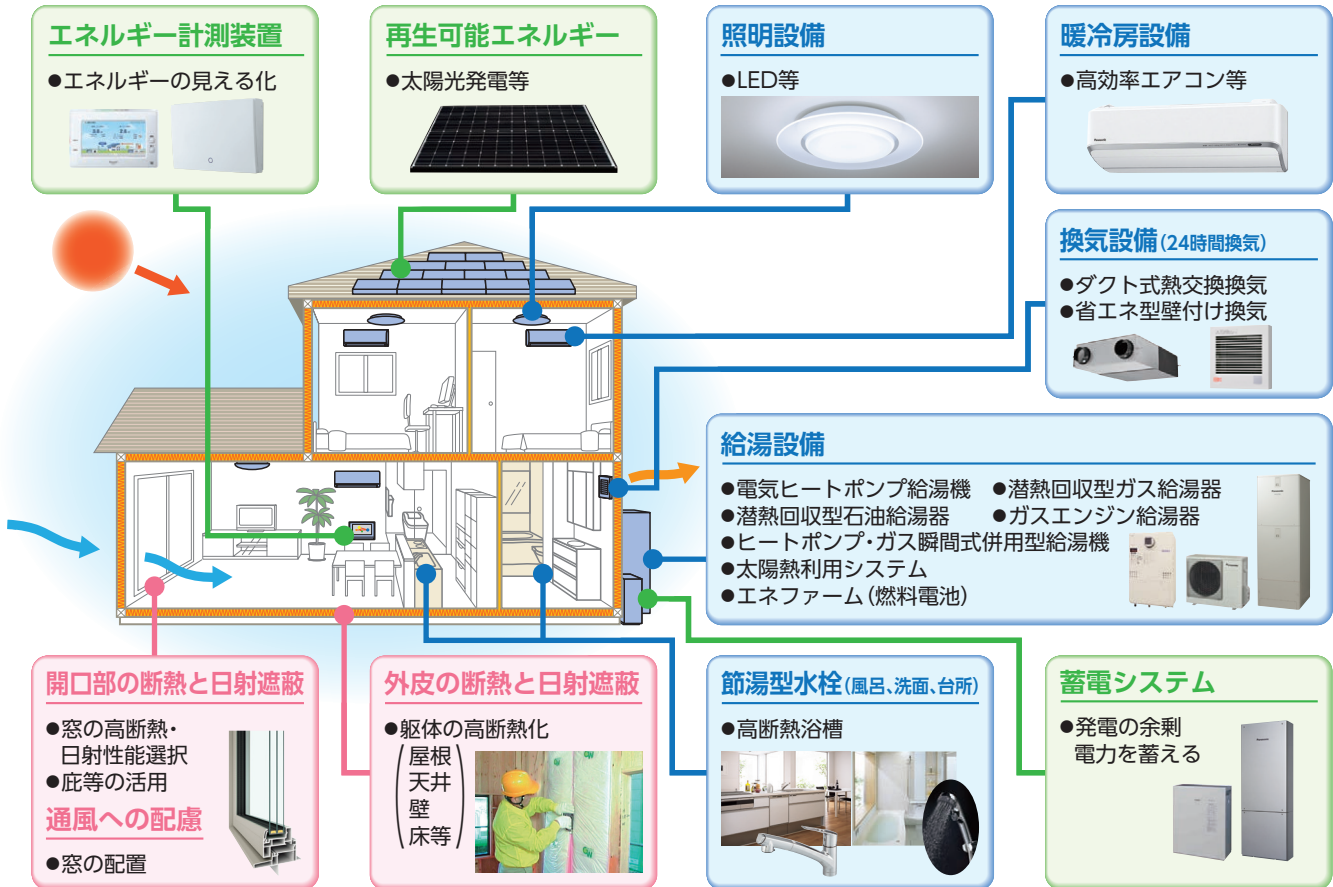 エネルギー計測装置
●エネルギーの見える化
再生可能エネルギー
●太陽光発電等
照明設備
●LED等
暖冷房設備
●高効率エアコン等
Panasonic
換気設備(24時間換気)
●ダクト式熱交換換気
●省エネ型壁付け換気
給湯設備
●電気ヒートポンプ給湯機 ●潜熱回収型ガス給湯器
●潜熱回収型石油給湯器 ●ガスエンジン給湯器
●ヒートポンプ・ガス瞬間式併用型給湯機
●太陽熱利用システム
●エネファーム(燃料電池)
開口部の断熱と日射遮蔽
●窓の高断熱・
日射性能選択
●庇等の活用
通風への配慮
●窓の配置
外皮の断熱と日射遮蔽
●躯体の高断熱化
(屋根
天井
壁
床等)
節湯型水栓(風呂、洗面、台所)
●高断熱浴槽
蓄電システム
●発電の余剰
電力を蓄える